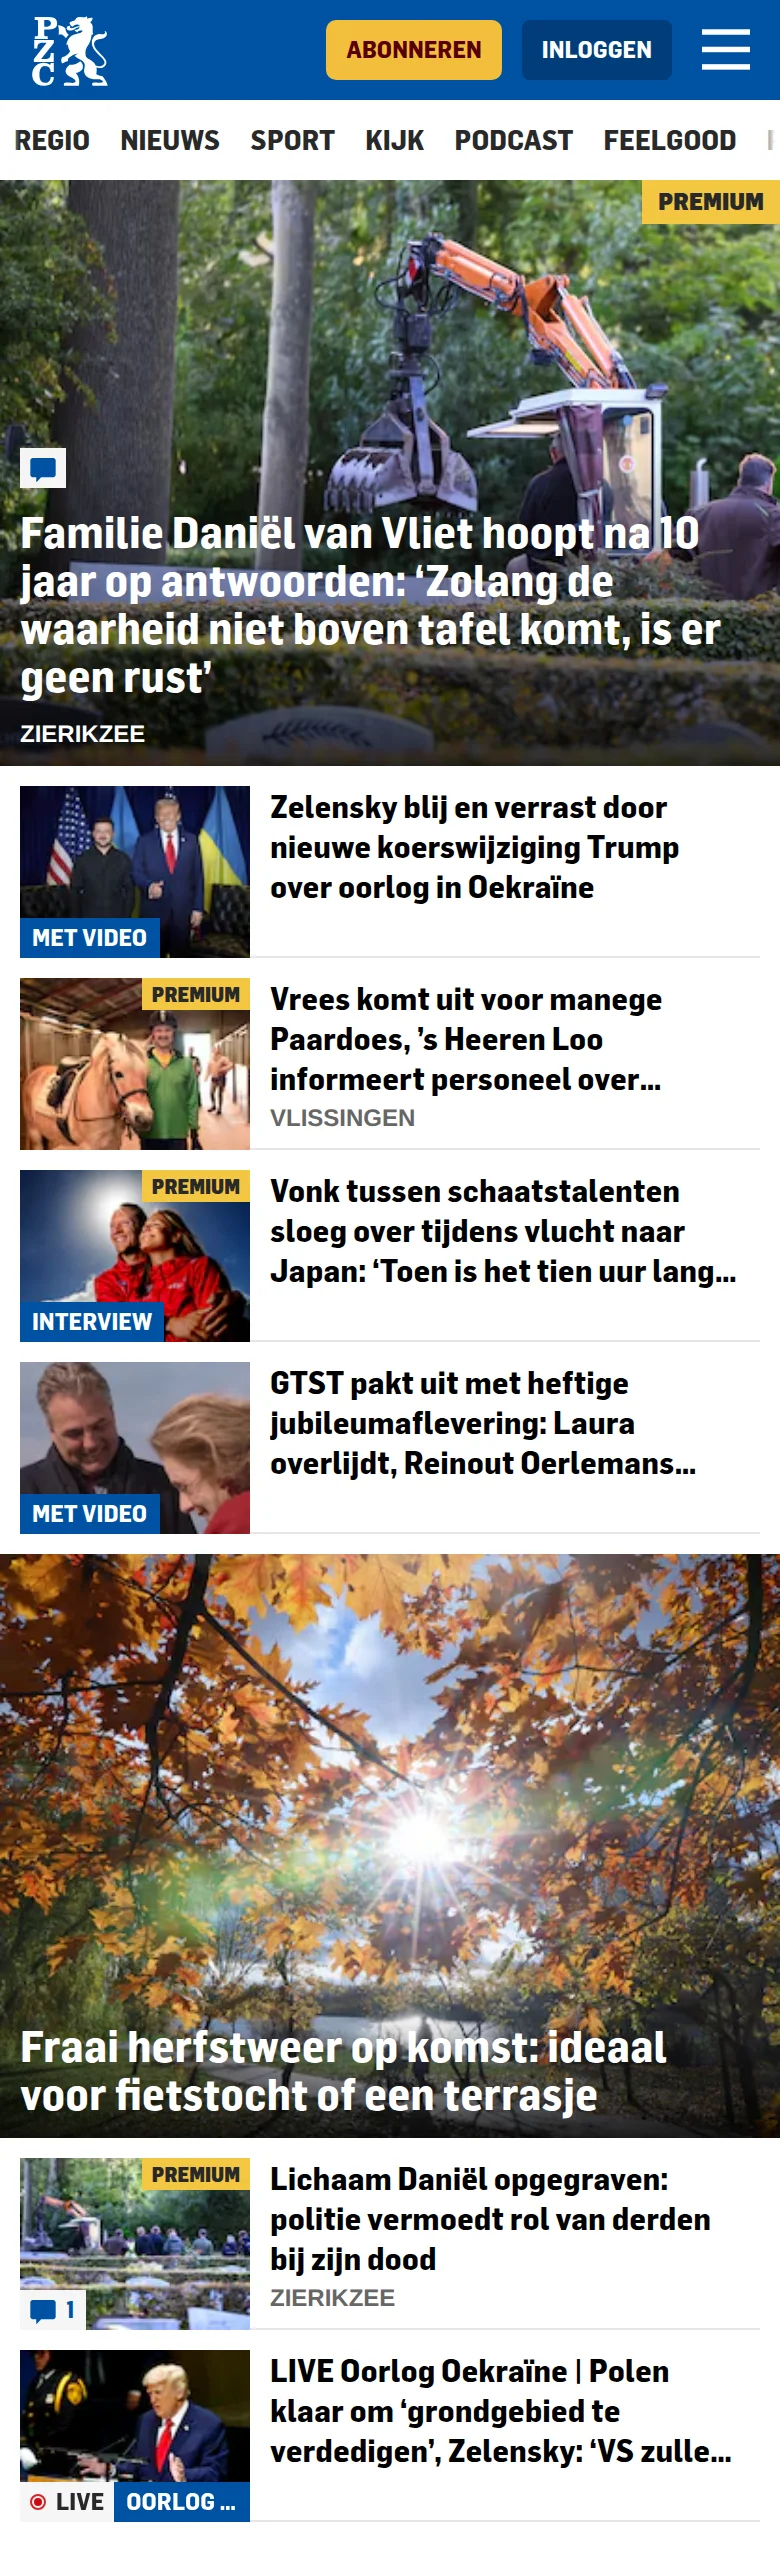 PZC
ABONNEREN
INLOGGEN
REGIO NIEUWS SPORT KIJK PODCAST FEELGOOD
PREMIUM
Familie Daniël van Vliet hoopt na 10
jaar op antwoorden: ‘Zolang de
waarheid niet boven tafel komt, is er
geen rust’
ZIERIKZEE
MET VIDEO
Zelensky blij en verrast door
nieuwe koerswijziging Trump
over oorlog in Oekraïne
PREMIUM
Vrees komt uit voor manege
Paardoes, ’s Heeren Loo
informeert personeel over...
VLISSINGEN
PREMIUM
INTERVIEW
Vonk tussen schaatstalenten
sloeg over tijdens vlucht naar
Japan: ‘Toen is het tien uur lang...
MET VIDEO
GTST pakt uit met heftige
jubileumaflevering: Laura
overlijdt, Reinout Oerlemans...
Fraai herfstweer op komst: ideaal
voor fietstocht of een terrasje
PREMIUM
1
Lichaam Daniël opgegraven:
politie vermoedt rol van derden
bij zijn dood
ZIERIKZEE
LIVE OORLOG ...
LIVE Oorlog Oekraïne | Polen
klaar om ‘grondgebied te
verdedigen’, Zelensky: ‘VS zulle...